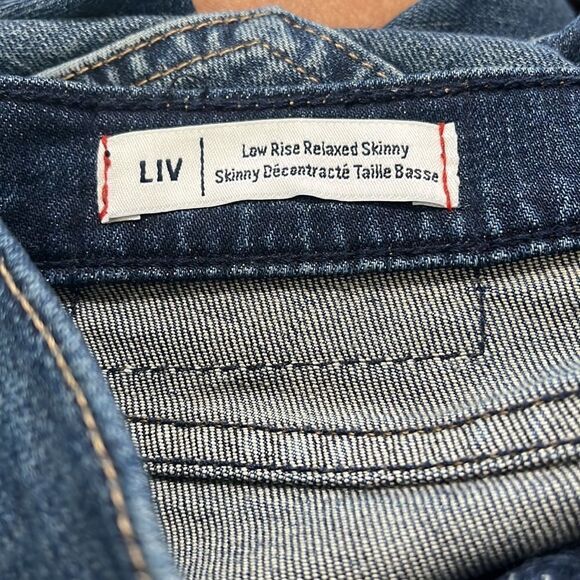 LIV
Low Rise Relaxed Skinny
Skinny Décontracté Taille Basse